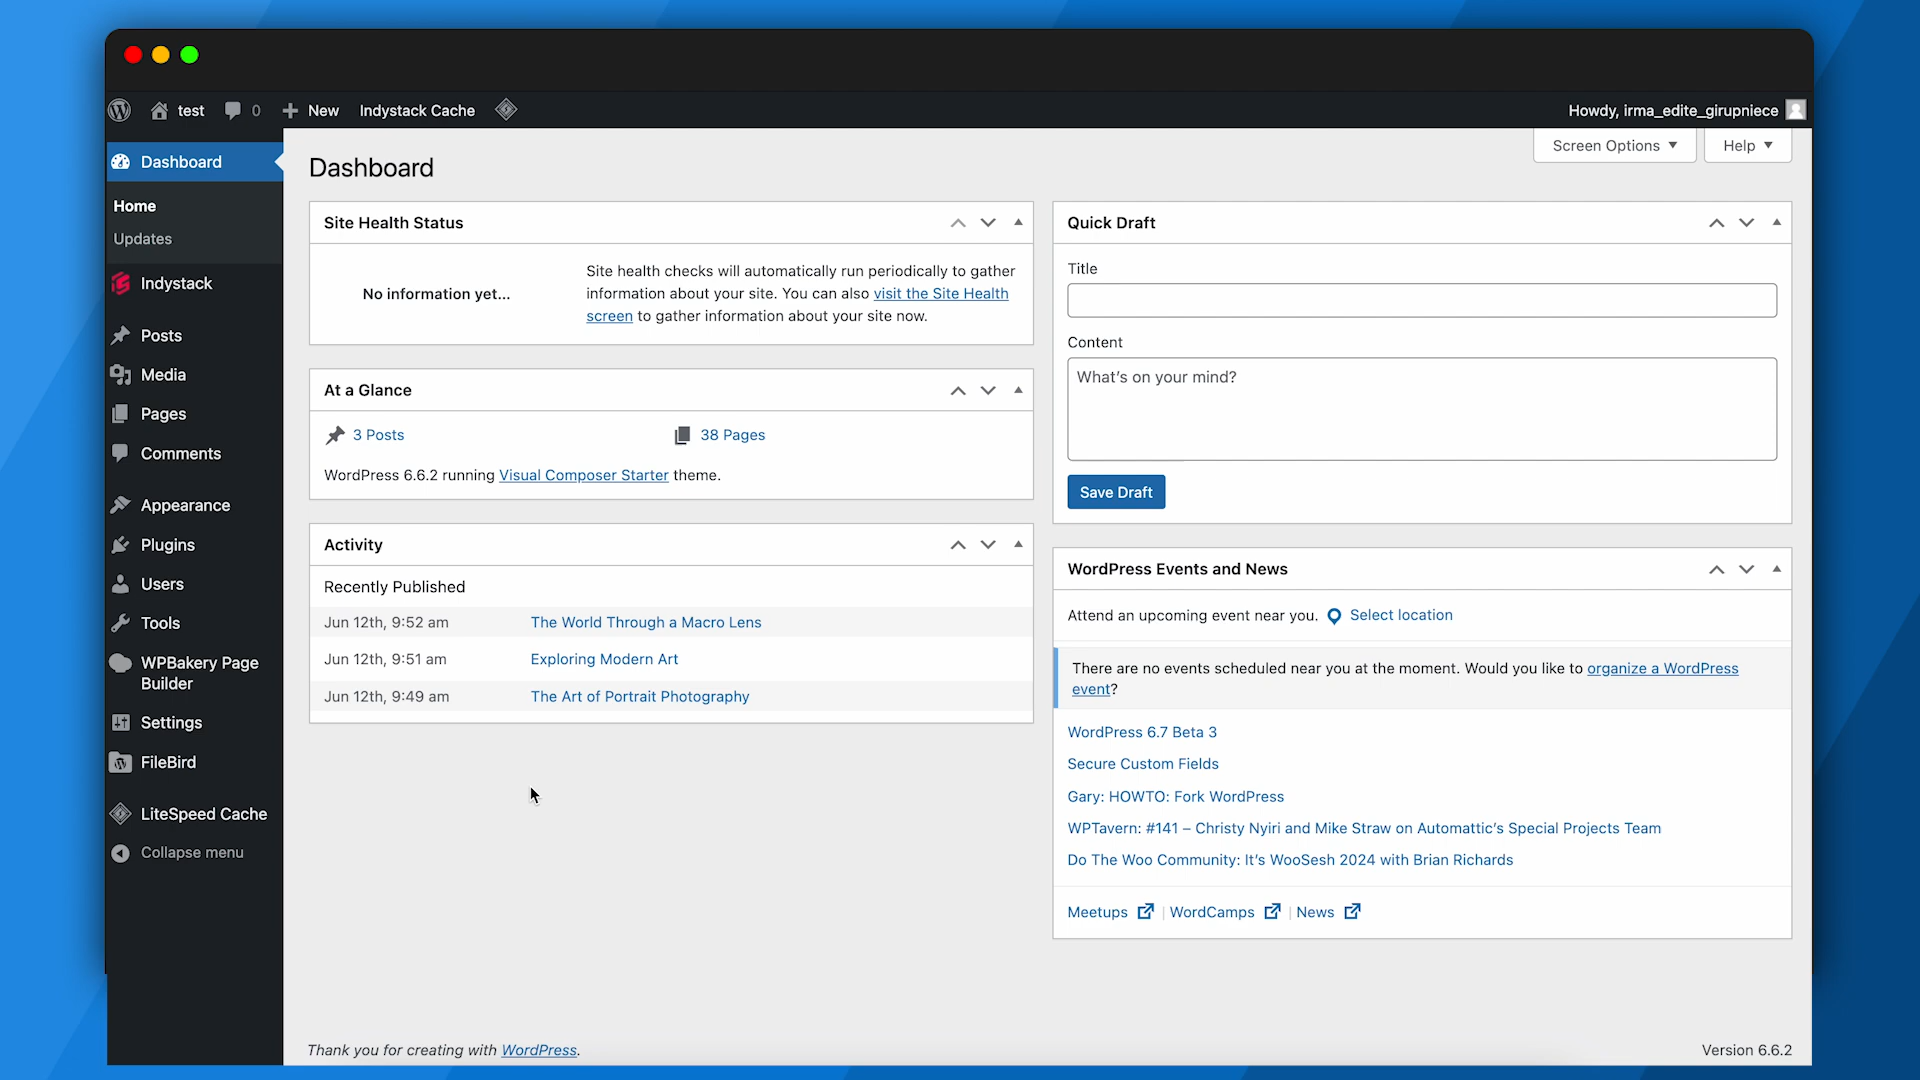 test
0
New
Indystack Cache
Howdy, irma_edite_girupniece
Dashboard
Home
Updates
Indystack
Posts
Media
Pages
Comments
Appearance
Plugins
Users
Tools
WPBakery Page
Builder
Settings
FileBird
LiteSpeed Cache
Collapse menu
Screen Options
Help
Dashboard
Site Health Status
No information yet...
Site health checks will automatically run periodically to gather
information about your site. You can also visit the Site Health
screen to gather information about your site now.
At a Glance
3 Posts
38 Pages
WordPress 6.6.2 running Visual Composer Starter theme.
Activity
Recently Published
Jun 12th, 9:52 am The World Through a Macro Lens
Jun 12th, 9:51 am Exploring Modern Art
Jun 12th, 9:49 am The Art of Portrait Photography
Quick Draft
Title
Content
What's on your mind?
Save Draft
WordPress Events and News
Attend an upcoming event near you. Select location
There are no events scheduled near you at the moment. Would you like to organize a WordPress
event?
WordPress 6.7 Beta 3
Secure Custom Fields
Gary: HOWTO: Fork WordPress
WPTavern: #141 – Christy Nyiri and Mike Straw on Automattic's Special Projects Team
Do The Woo Community: It's WooSesh 2024 with Brian Richards
Meetups | WordCamps | News
Thank you for creating with WordPress.
Version 6.6.2